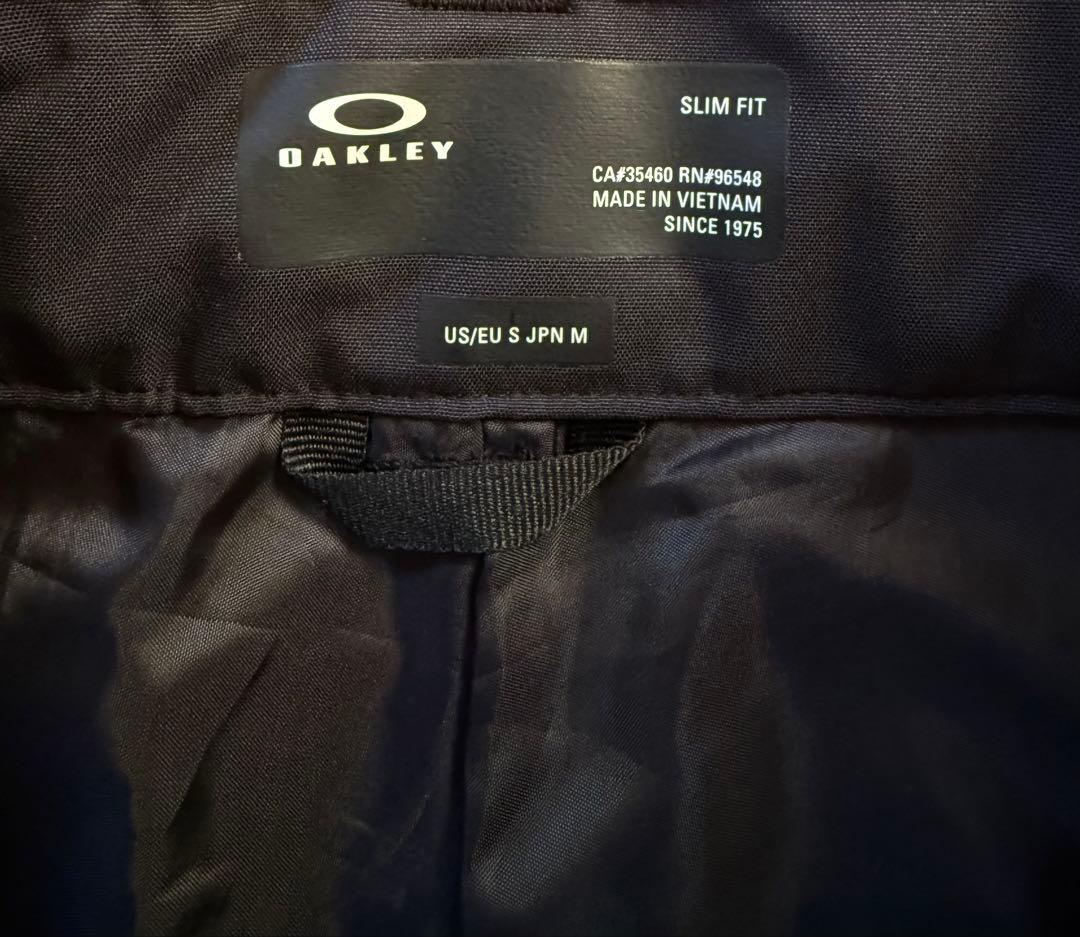 OAKLEY
SLIM FIT
CA#35460 RN#96548
MADE IN VIETNAM
SINCE 1975
US/EU S JPN M